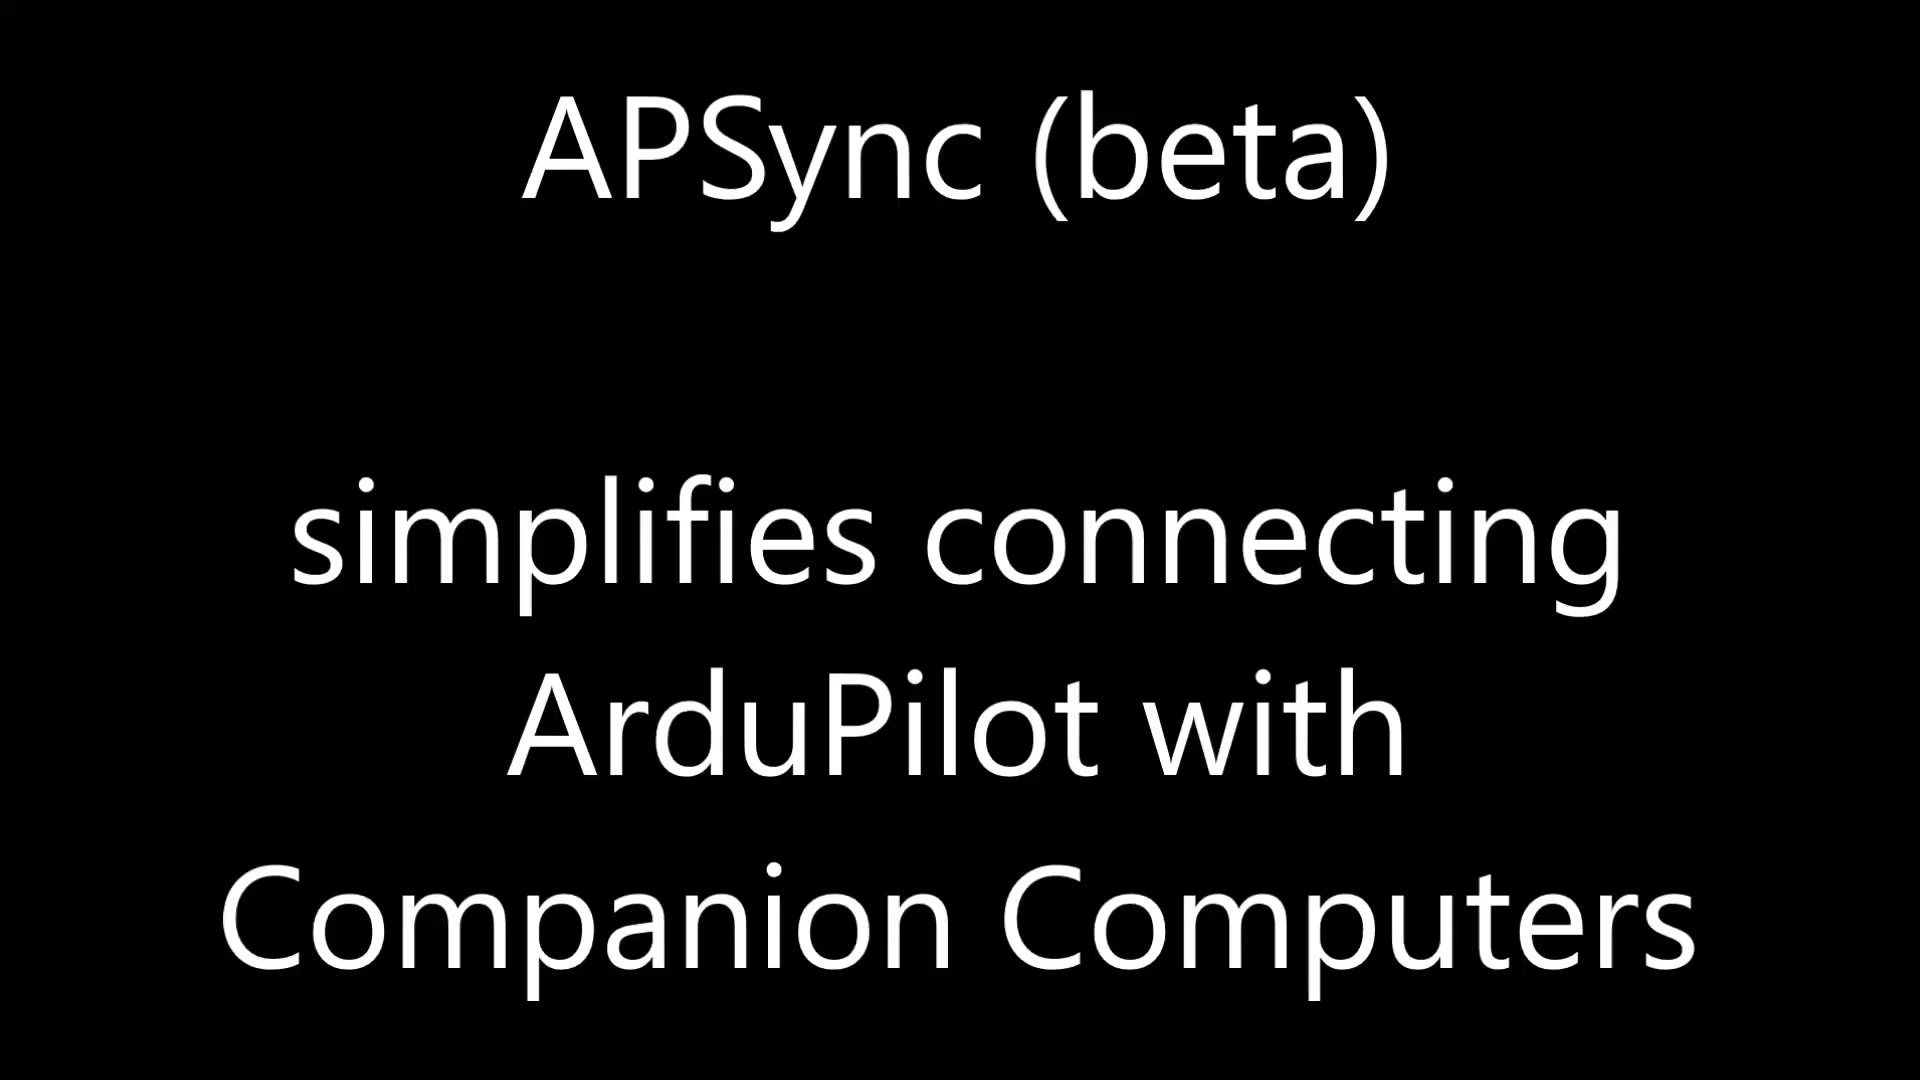 APSync (beta)
simplifies connecting
ArduPilot with
Companion Computers